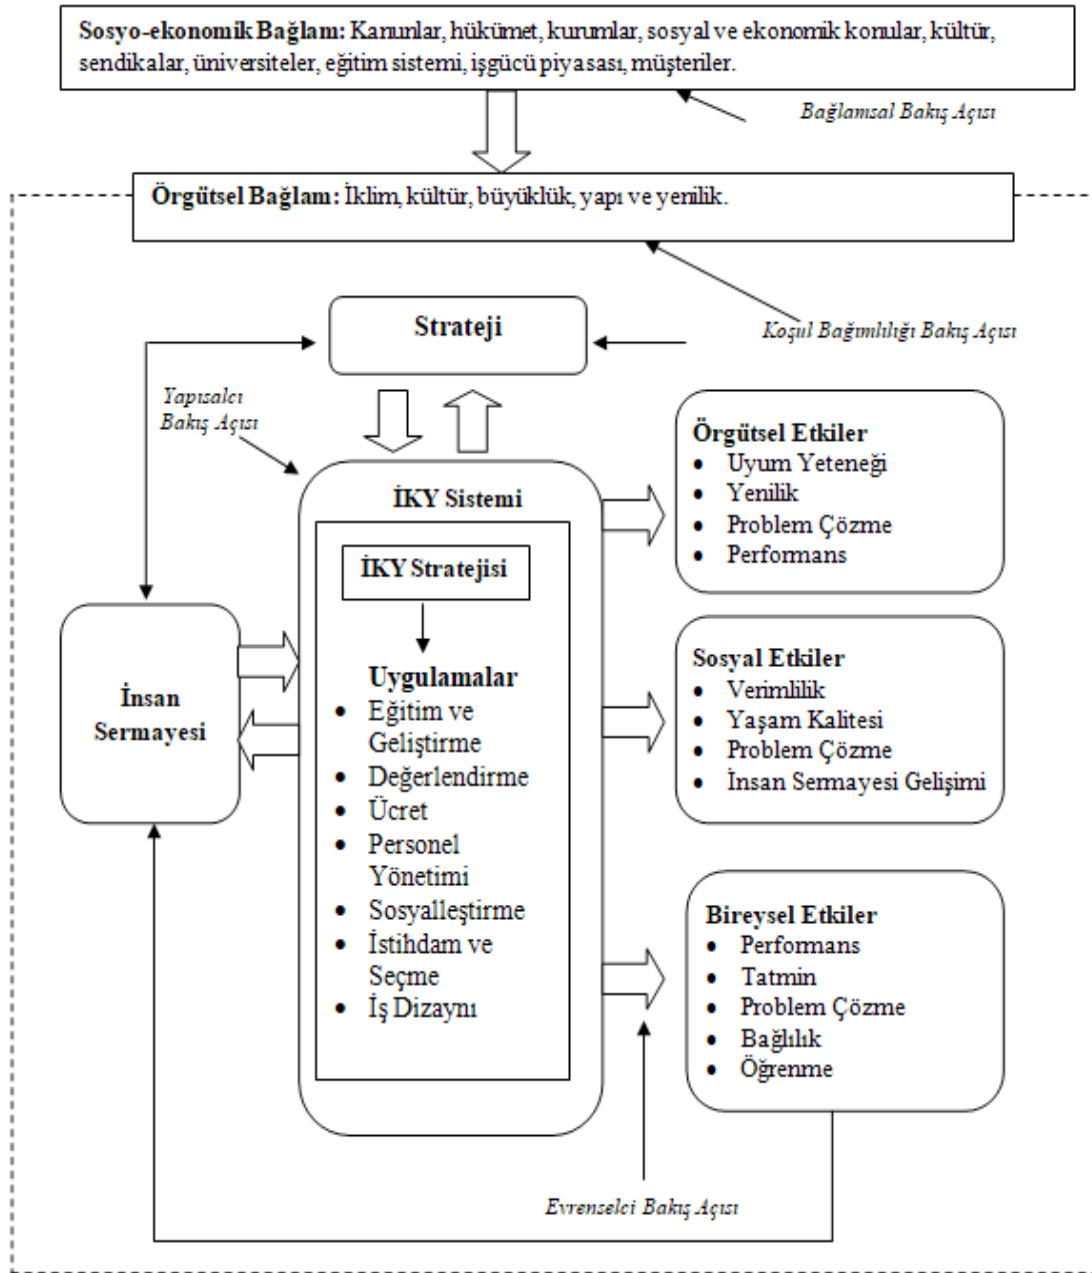 Sosyo-ekonomik Bağlam: Kanunlar, hükümet, kurumlar, sosyal ve ekonomik konular, kültür,
sendikalar, üniversiteler, eğitim sistemi, işgücü piyasası, müşteriler.
Bağlamsal Bakış Açısı
Örgütsel Bağlam: İklim, kültür, büyüklük, yapı ve yenilik.
Strateji
Koşul Bağımlılığı Bakış Açısı
Yapısalcı
Bakış Açısı
İKY Sistemi
İKY Stratejisi
Uygulamalar
• Eğitim ve
Geliştirme
• Değerlendirme
• Ücret
• Personel
Yönetimi
• Sosyalleştirme
• İstihdam ve
Seçme
• İş Dizaynı
İnsan
Sermayesi
Örgütsel Etkiler
• Uyum Yeteneği
• Yenilik
• Problem Çözme
• Performans
Sosyal Etkiler
• Verimlilik
• Yaşam Kalitesi
• Problem Çözme
• İnsan Sermayesi Gelişimi
Bireysel Etkiler
• Performans
• Tatmin
• Problem Çözme
• Bağlılık
• Öğrenme
Evrenselci Bakış Açısı